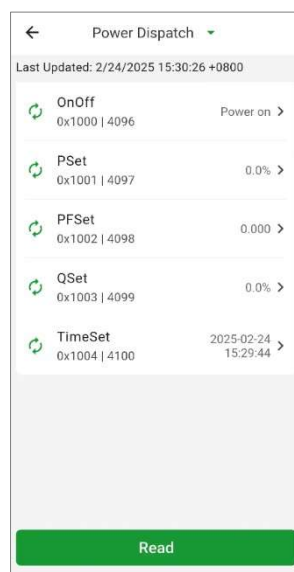 Power Dispatch
Last Updated: 2/24/2025 15:30:26 +0800
OnOff
0x1000 | 4096
Power on
PSet
0x1001 | 4097
0.0%
PFSet
0x1002 | 4098
0.000
QSet
0x1003 | 4099
0.0%
TimeSet
0x1004 | 4100
2025-02-24
15:29:44
Read